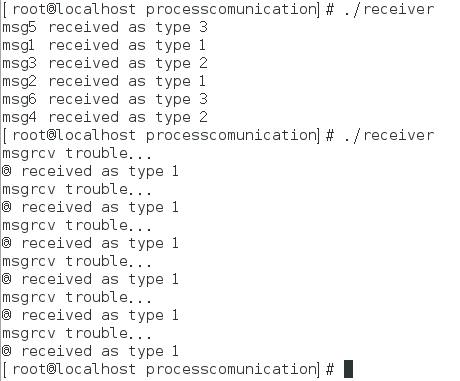 [root@localhost processcomunication]# ./receiver
msg5 received as type 3
msg1 received as type 1
msg3 received as type 2
msg2 received as type 1
msg6 received as type 3
msg4 received as type 2
[root@localhost processcomunication]# ./receiver
msgrcv trouble...
@ received as type 1
msgrcv trouble...
@ received as type 1
msgrcv trouble...
@ received as type 1
msgrcv trouble...
@ received as type 1
msgrcv trouble...
@ received as type 1
msgrcv trouble...
@ received as type 1
[root@localhost processcomunication]#